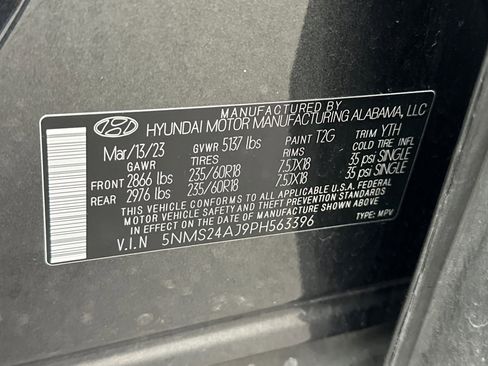 MANUFACTURED BY
HYUNDAI MOTOR MANUFACTURING ALABAMA, LLC
Mar/13/23 GVWR 5137 lbs PAINT T2G TRIM YTH
GAWR TIRES RIMS COLD TIRE INFL
FRONT 2866 lbs 235/60R18 7.5JX18 35 psi SINGLE
REAR 2976 lbs 235/60R18 7.5JX18 35 psi SINGLE
THIS VEHICLE CONFORMS TO ALL APPLICABLE U.S.A. FEDERAL
MOTOR VEHICLE SAFETY AND THEFT PREVENTION STANDARDS
IN EFFECT ON THE DATE OF MANUFACTURE SHOWN ABOVE.
V.I.N 5NMS24AJ9PH563396 TYPE: MPV